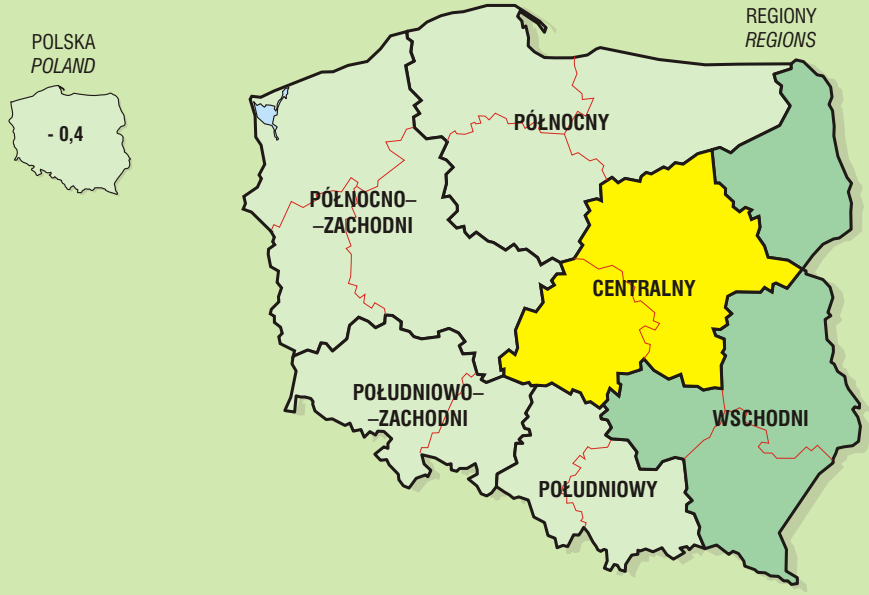 POLSKA
POLAND
- 0,4
REGIONY
REGIONS
PÓŁNOCNY
PÓŁNOCNO–
–ZACHODNI
CENTRALNY
POŁUDNIOWO–
–ZACHODNI
WSCHODNI
POŁUDNIOWY